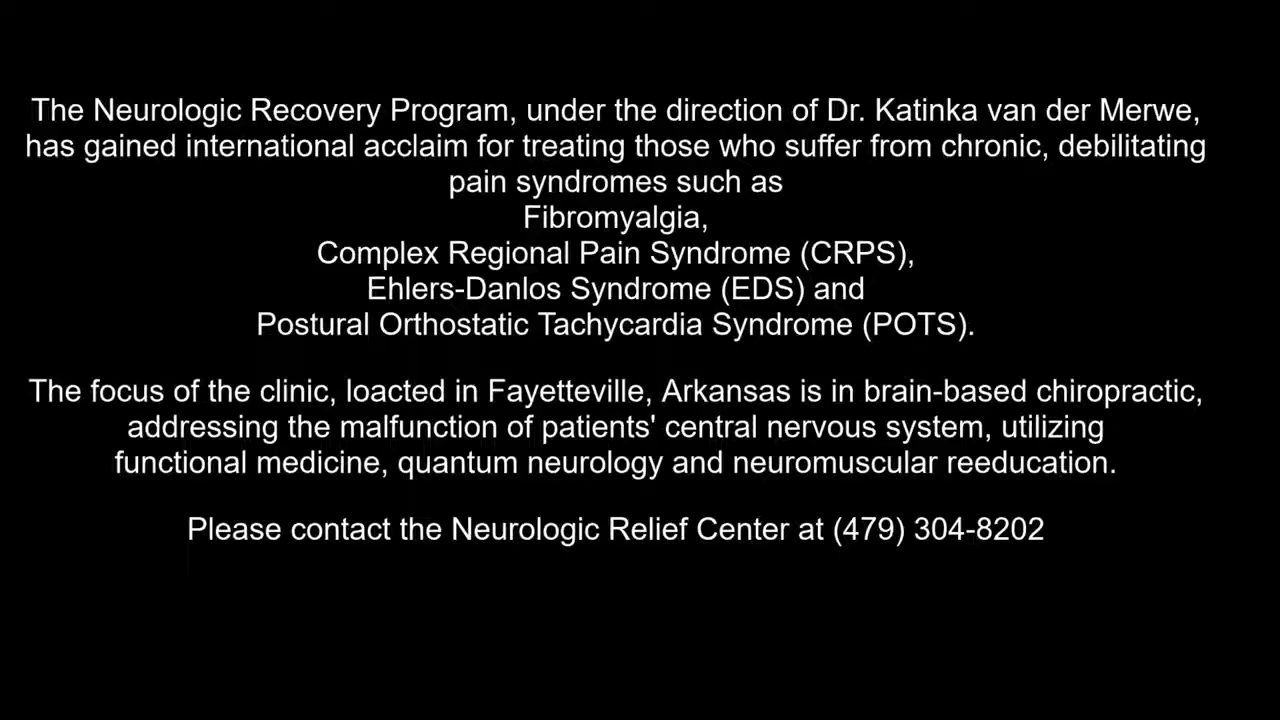 The Neurologic Recovery Program, under the direction of Dr. Katinka van der Merwe,
has gained international acclaim for treating those who suffer from chronic, debilitating
pain syndromes such as
Fibromyalgia,
Complex Regional Pain Syndrome (CRPS),
Ehlers-Danlos Syndrome (EDS) and
Postural Orthostatic Tachycardia Syndrome (POTS).
The focus of the clinic, loacted in Fayetteville, Arkansas is in brain-based chiropractic,
addressing the malfunction of patients' central nervous system, utilizing
functional medicine, quantum neurology and neuromuscular reeducation.
Please contact the Neurologic Relief Center at (479) 304-8202